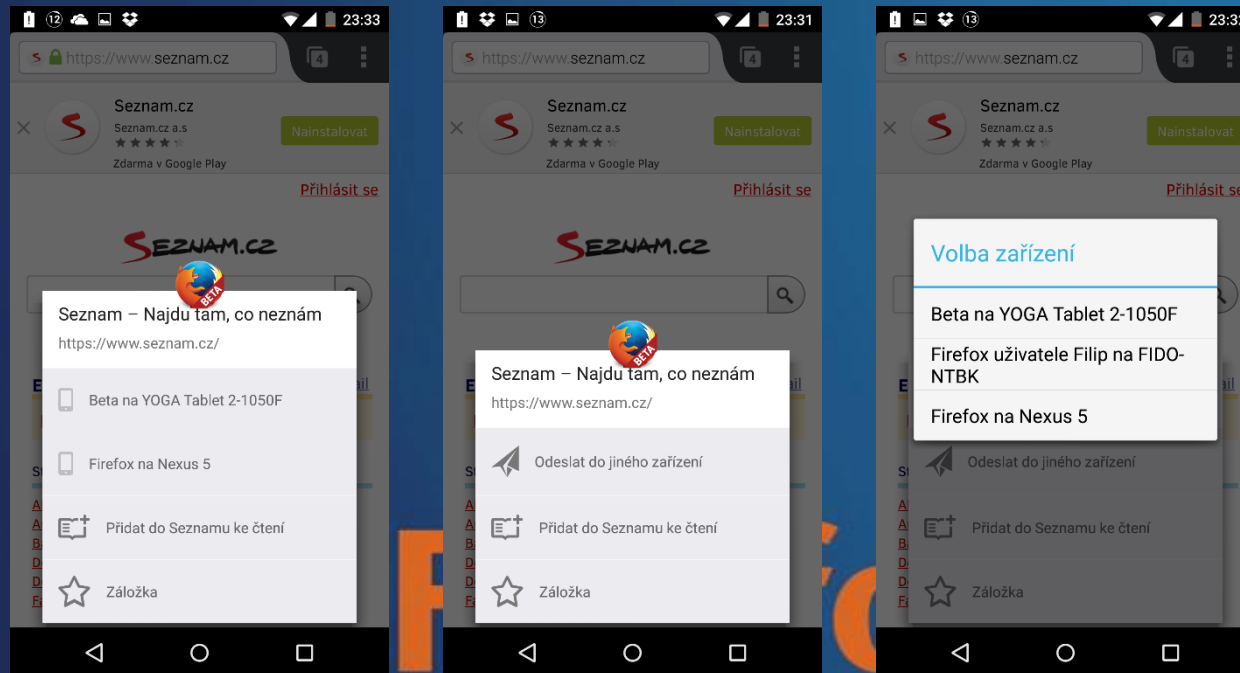 12
23:33
https://www.seznam.cz
4
Seznam.cz
Seznam.cz a.s
Nainstalovat
Zdarma v Google Play
Přihlásit se
SEZNAM.CZ
BETA
Seznam – Najdu tam, co neznám
https://www.seznam.cz/
Beta na YOGA Tablet 2-1050F
Firefox na Nexus 5
Přidat do Seznamu ke čtení
Záložka
13
23:31
https://www.seznam.cz
4
Seznam.cz
Seznam.cz a.s
Nainstalovat
Zdarma v Google Play
Přihlásit se
SEZNAM.CZ
BETA
Seznam – Najdu tam, co neznám
https://www.seznam.cz/
Odeslat do jiného zařízení
Přidat do Seznamu ke čtení
Záložka
13
https://www.seznam.cz
4
Seznam.cz
Seznam.cz a.s
Nainstalovat
Zdarma v Google Play
Přihlásit se
Volba zařízení
Beta na YOGA Tablet 2-1050F
Firefox uživatele Filip na FIDO-
NTBK
Firefox na Nexus 5
Odeslat do jiného zařízení
Přidat do Seznamu ke čtení
Záložka